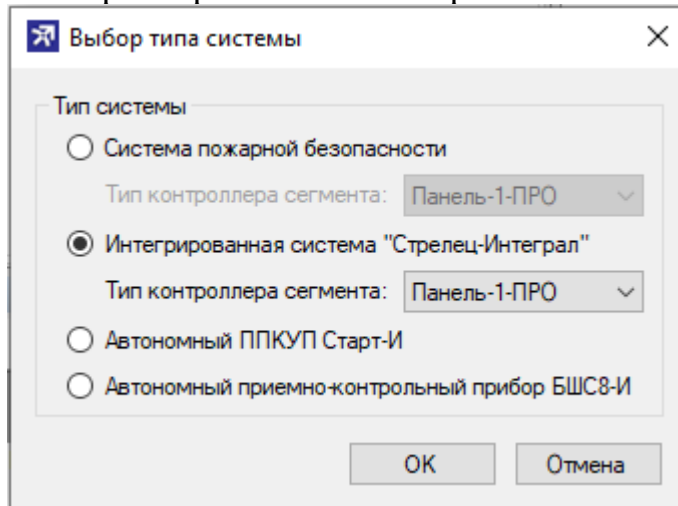 Выбор типа системы
Тип системы
Система пожарной безопасности
Тип контроллера сегмента: Панель-1-ПРО
Интегрированная система "Стрелец-Интеграл"
Тип контроллера сегмента: Панель-1-ПРО
Автономный ППКУП Старт-И
Автономный приемно-контрольный прибор БШС8-И
ОК Отмена